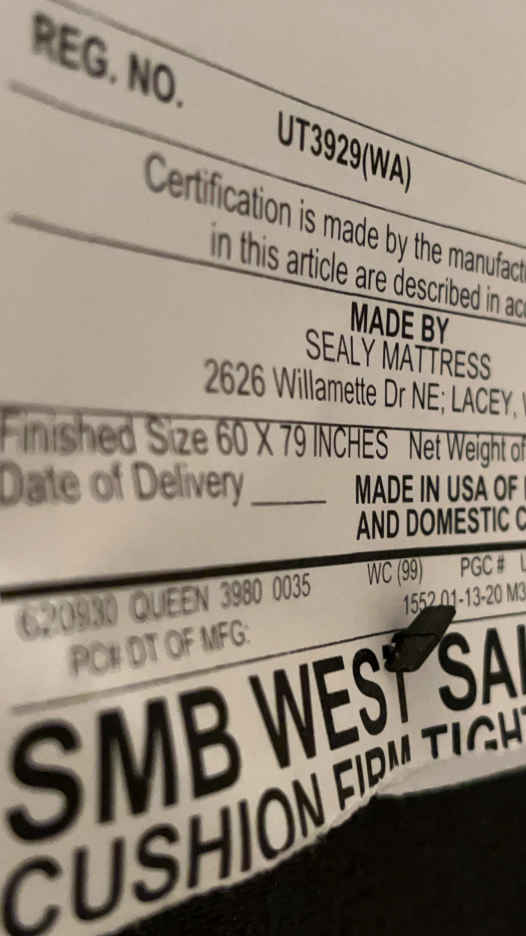 REG. NO.
UT3929(WA)
Certification is made by the manufact
in this article are described in acc
MADE BY
SEALY MATTRESS
2626 Willamette Dr NE; LACEY,
Finished Size 60 X 79 INCHES Net Weight of
Date of Delivery
MADE IN USA OF
AND DOMESTIC C
WC (99) PGC #
620930 QUEEN 3980 0035
1552 01-13-20 M3
PC# DT OF MFG:
SMB WEST SA
CUSHION FIRM TIGHT